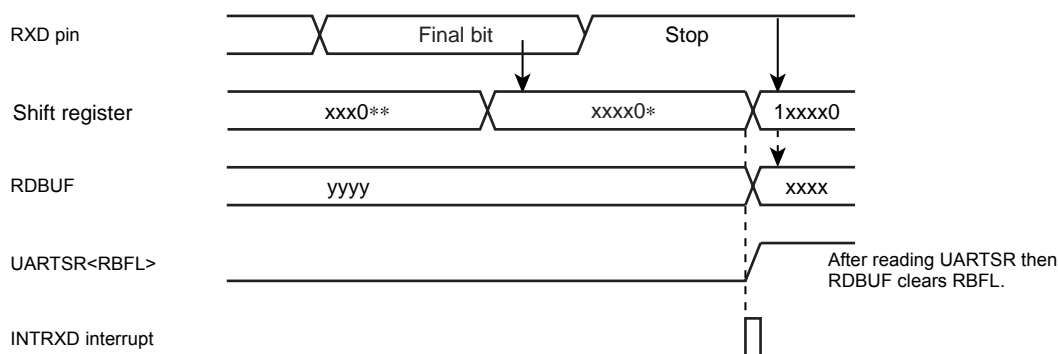 RXD pin Final bit Stop
Shift register xxx0** xxxx0* 1xxxx0
RDBUF yyyy xxxx
UARTSR<RBFL> After reading UARTSR then
RDBUF clears RBFL.
INTRXD interrupt